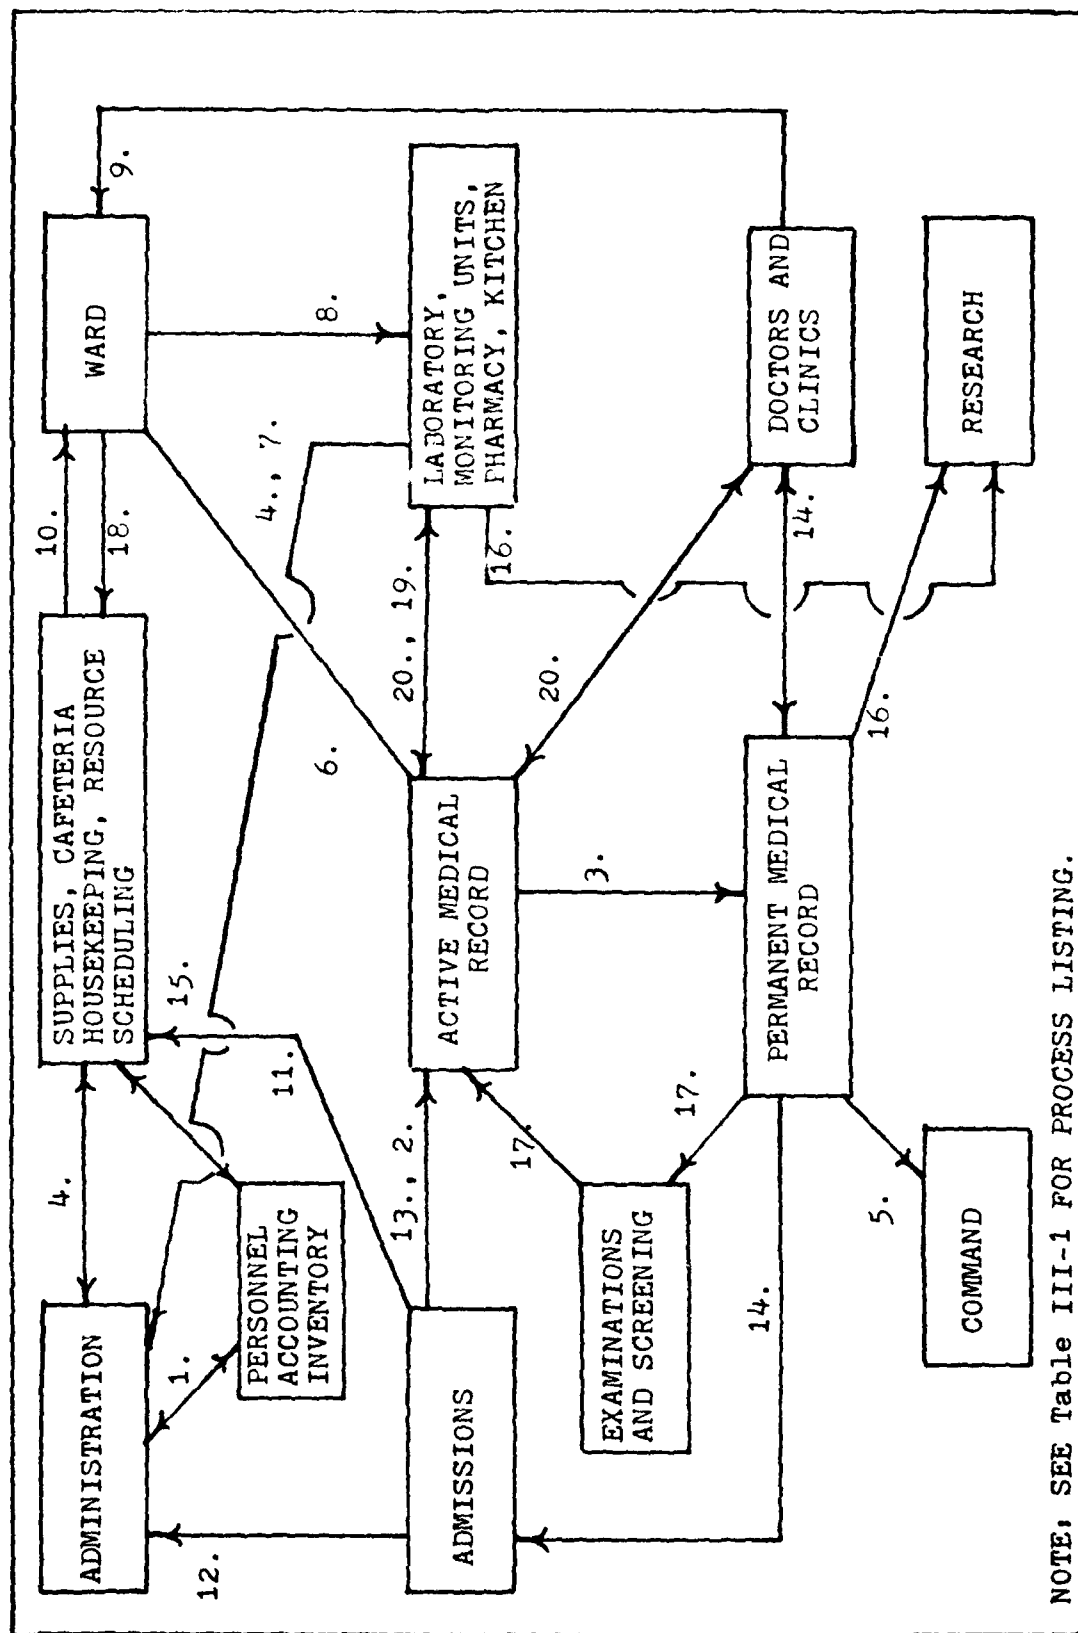 ADMINISTRATION
4.
SUPPLIES, CAFETERIA
HOUSEKEEPING, RESOURCE
SCHEDULING
10.
18.
WARD
9.
12.
1.
PERSONNEL
ACCOUNTING
INVENTORY
15.
11.
6.
4., 7.
8.
ADMISSIONS
13., 2.
ACTIVE MEDICAL
RECORD
20., 19.
LABORATORY,
MONITORING UNITS,
PHARMACY, KITCHEN
16.
17.
3.
20.
EXAMINATIONS
AND SCREENING
17.
14.
PERMANENT MEDICAL
RECORD
14.
DOCTORS AND
CLINICS
5.
16.
COMMAND
RESEARCH
NOTE: SEE Table III-1 FOR PROCESS LISTING.